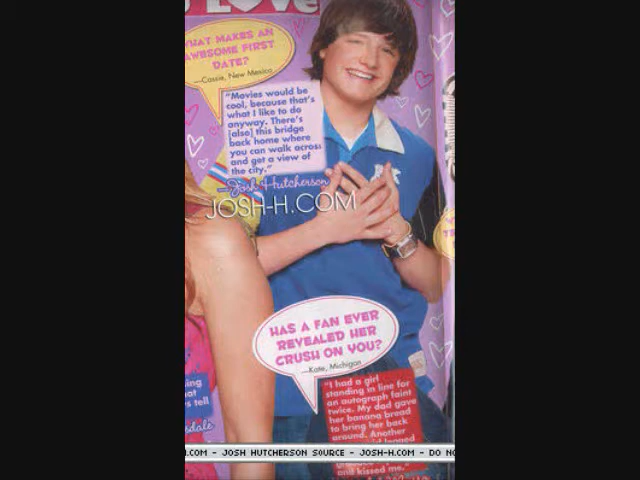 LOVE
WHAT MAKES AN
AWESOME FIRST
DATE?
—Cassie, New Mexico
"Movies would be
cool, because that's
what I like to do
anyway. There's
[also] this bridge
back home where
you can walk across
and get a view of
the city."
—Josh Hutcherson
JOSH-H.COM
HAS A FAN EVER
REVEALED HER
CRUSH ON YOU?
—Kate, Michigan
"I had a girl
standing in line for
an autograph faint
twice. My dad gave
her banana bread
to bring her back
around. Another
and kissed me."
tell
.COM - JOSH HUTCHERSON SOURCE - JOSH-H.COM - DO NO